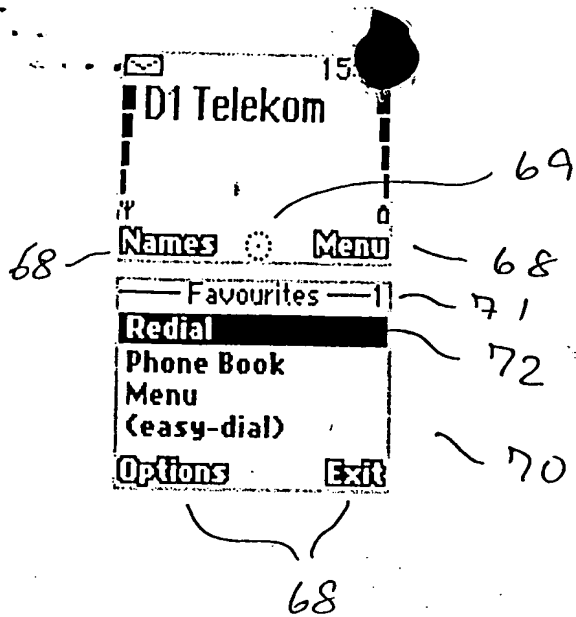 15
D1 Telekom
69
Names Menu
68 68
Favourites 1 71
Redial
72
Phone Book
Menu
(easy-dial)
70
Options Exit
68